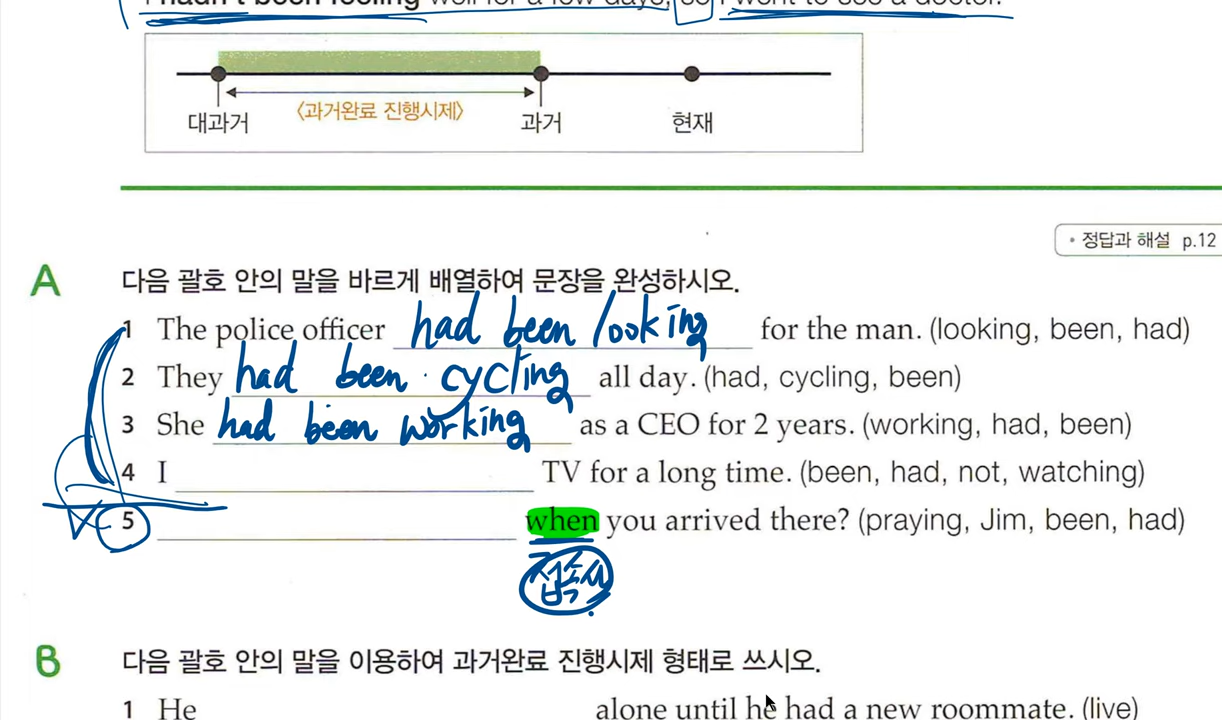 I hadn't been feeling well for a few days, so I went to see a doctor.
<과거완료 진행시제>
대과거 과거 현재
• 정답과 해설 p.12
A 다음 괄호 안의 말을 바르게 배열하여 문장을 완성하시오.
1 The police officer had been looking for the man. (looking, been, had)
2 They had been cycling all day. (had, cycling, been)
3 She had been working as a CEO for 2 years. (working, had, been)
4 I TV for a long time. (been, had, not, watching)
5 when you arrived there? (praying, Jim, been, had)
접속사
B 다음 괄호 안의 말을 이용하여 과거완료 진행시제 형태로 쓰시오.
1 He alone until he had a new roommate. (live)